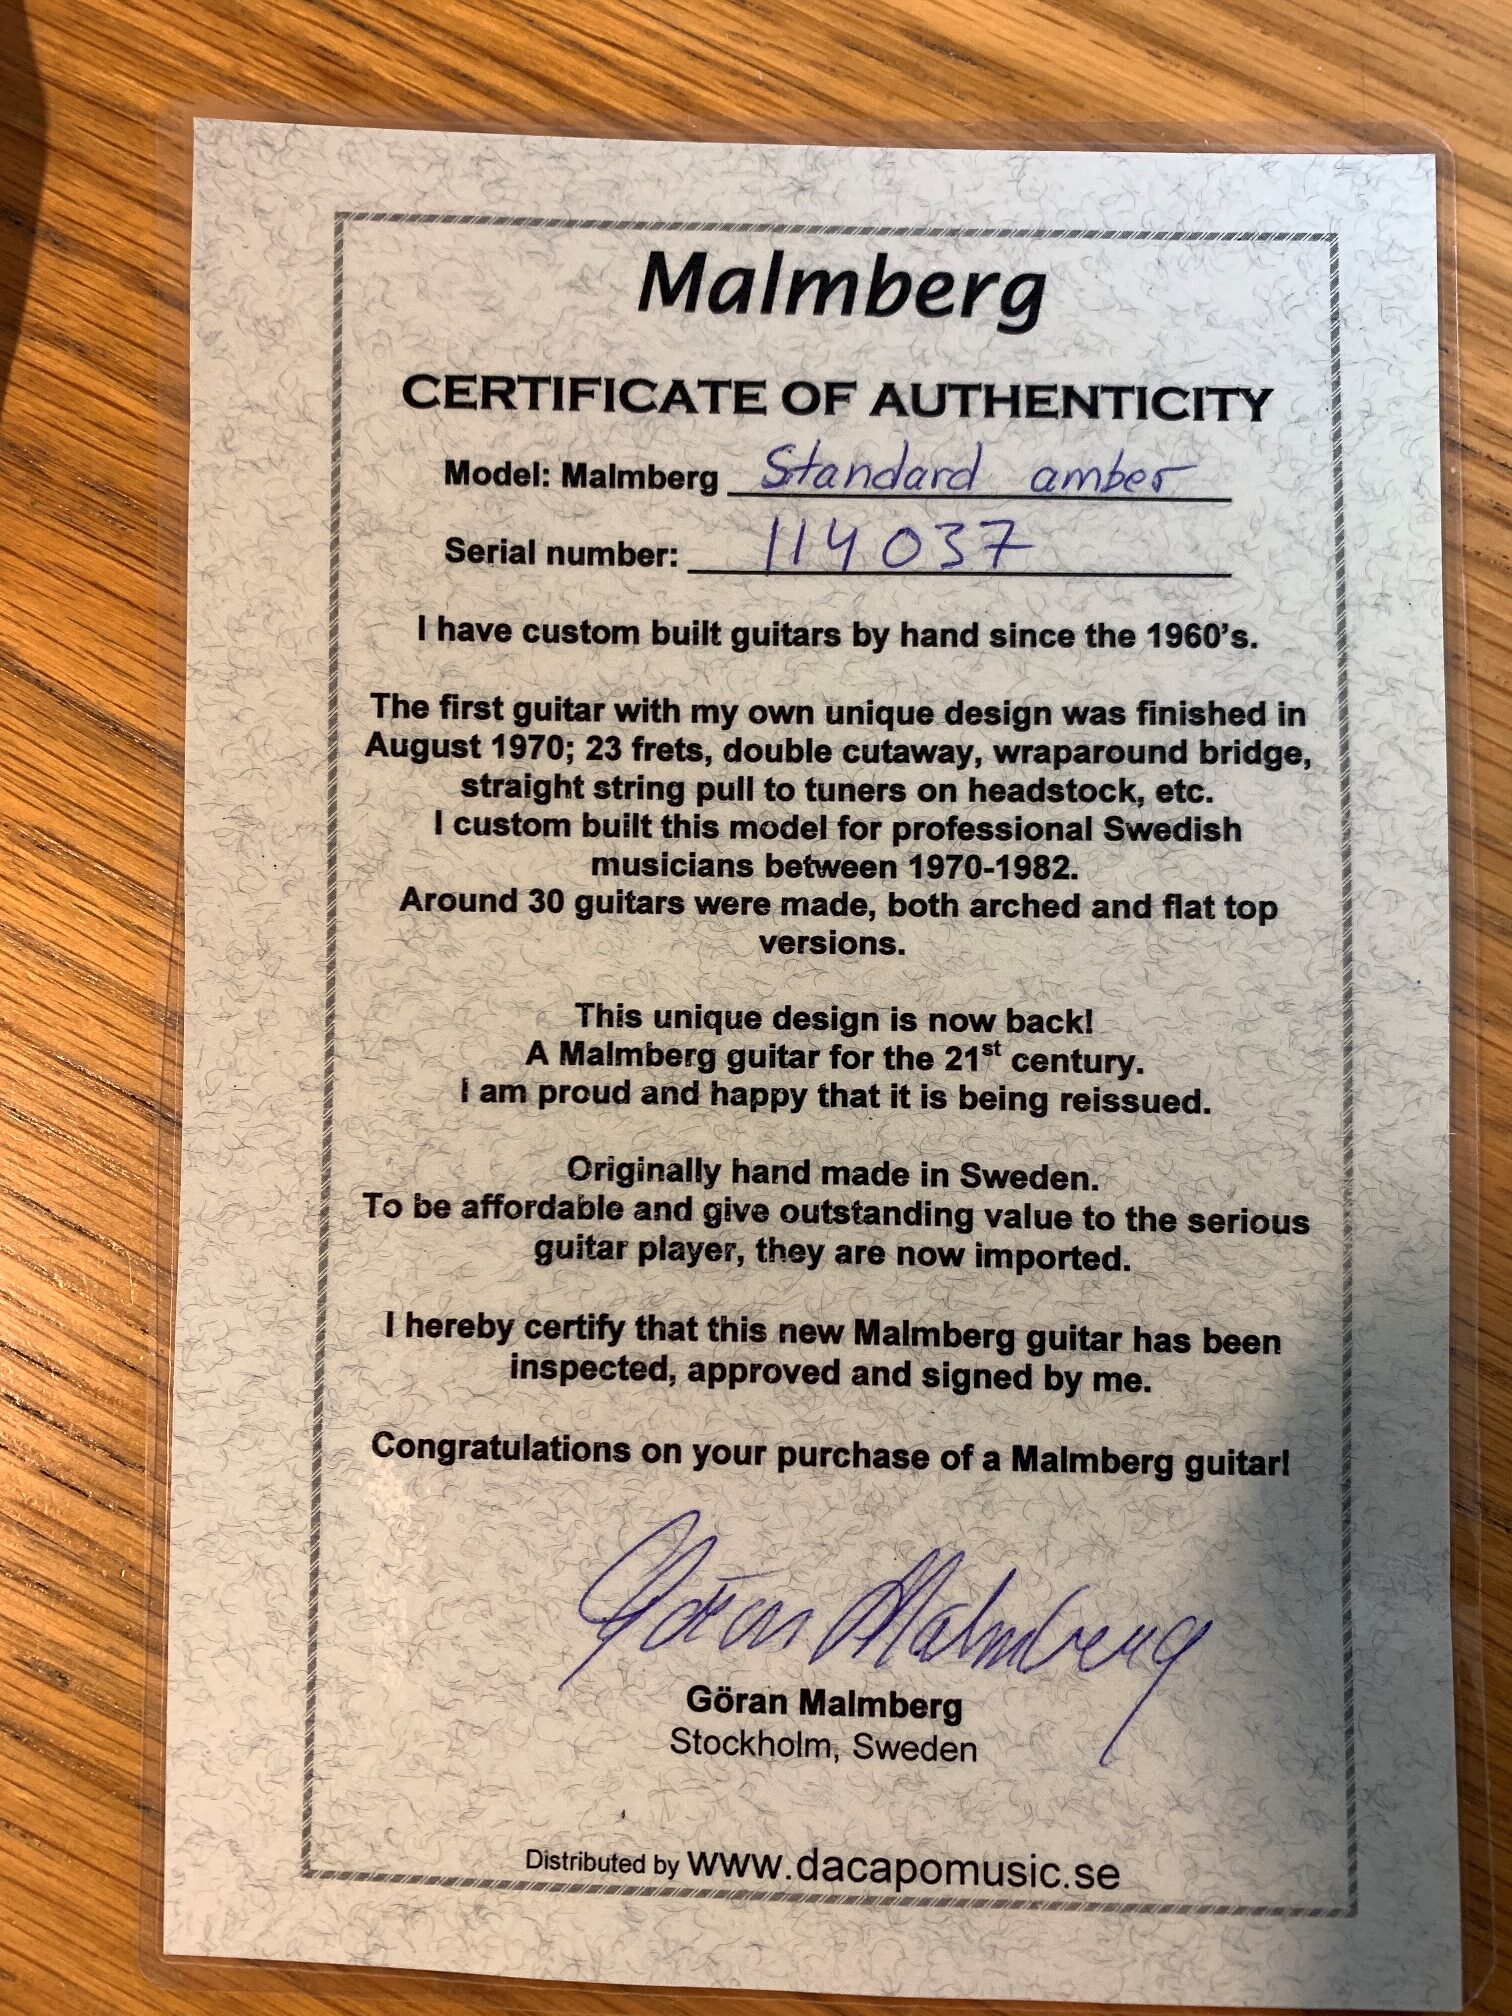 Malmberg
CERTIFICATE OF AUTHENTICITY
Model: Malmberg Standard amber
Serial number: 114037
I have custom built guitars by hand since the 1960's.
The first guitar with my own unique design was finished in
August 1970; 23 frets, double cutaway, wraparound bridge,
straight string pull to tuners on headstock, etc.
I custom built this model for professional Swedish
musicians between 1970-1982.
Around 30 guitars were made, both arched and flat top
versions.
This unique design is now back!
A Malmberg guitar for the 21st century.
I am proud and happy that it is being reissued.
Originally hand made in Sweden.
To be affordable and give outstanding value to the serious
guitar player, they are now imported.
I hereby certify that this new Malmberg guitar has been
inspected, approved and signed by me.
Congratulations on your purchase of a Malmberg guitar!
Göran Malmberg
Göran Malmberg
Stockholm, Sweden
Distributed by www.dacapomusic.se